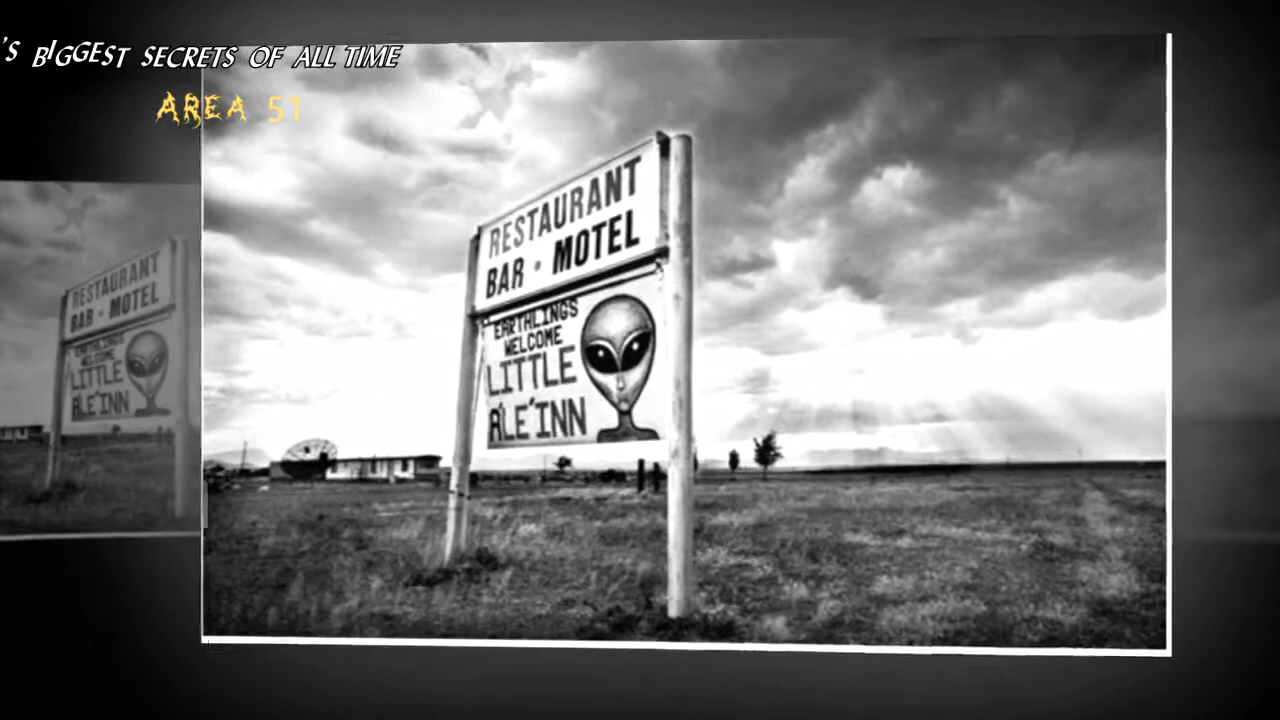 'S BIGGEST SECRETS OF ALL TIME
AREA 51
RESTAURANT
BAR - MOTEL
EARTHLINGS
WELCOME
LITTLE
A'LE'INN
RESTAURANT
BAR - MOTEL
EARTHLINGS
WELCOME
LITTLE
A'LE'INN